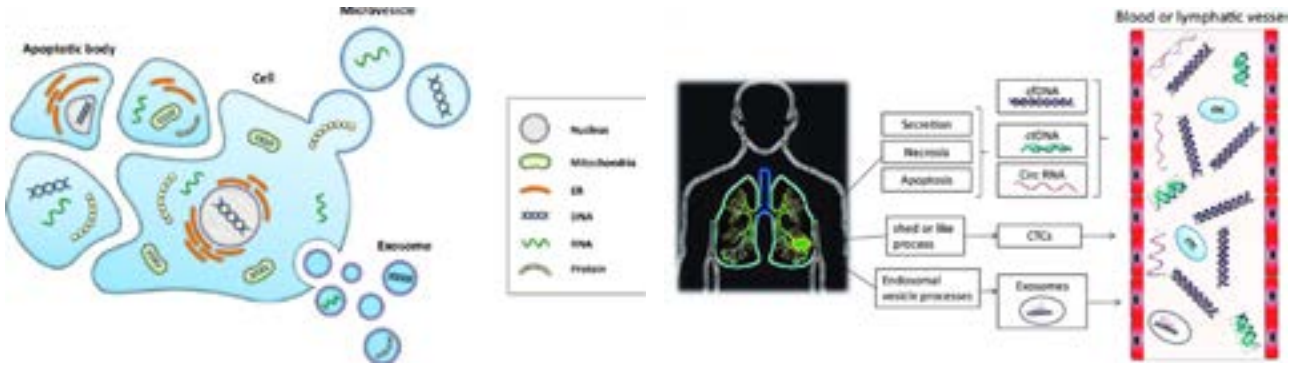 Microvesicle
Apoptotic body
Cell
Exosome
Nucleus
Mitochondria
ER
DNA
RNA
Protein
Blood or lymphatic vesse
Secretion
Necrosis
Apoptosis
cfDNA
ctDNA
Circ RNA
shed or like
process
CTCs
Endosomal
vesicle processes
Exosomes